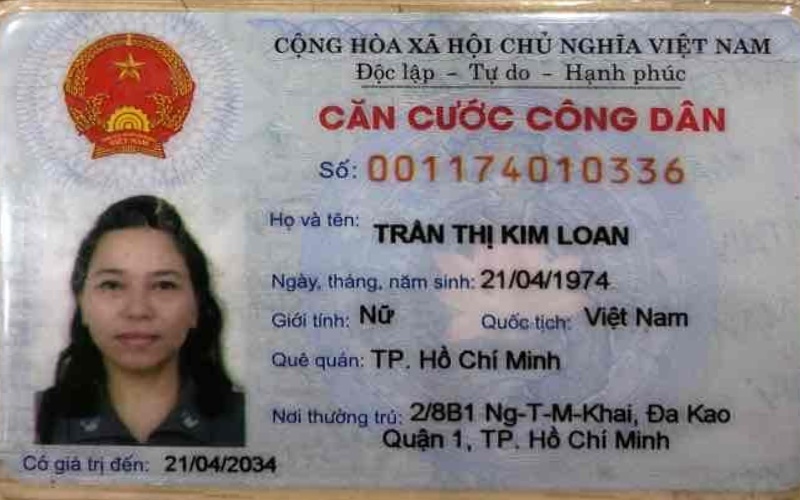 CỘNG HÒA XÃ HỘI CHỦ NGHĨA VIỆT NAM
Độc lập - Tự do - Hạnh phúc
CĂN CƯỚC CÔNG DÂN
Số: 001174010336
Họ và tên: TRẦN THỊ KIM LOAN
Ngày, tháng, năm sinh: 21/04/1974
Giới tính: Nữ Quốc tịch: Việt Nam
Quê quán: TP. Hồ Chí Minh
Nơi thường trú: 2/8B1 Ng-T-M-Khai, Đa Kao
Quận 1, TP. Hồ Chí Minh
Có giá trị đến: 21/04/2034